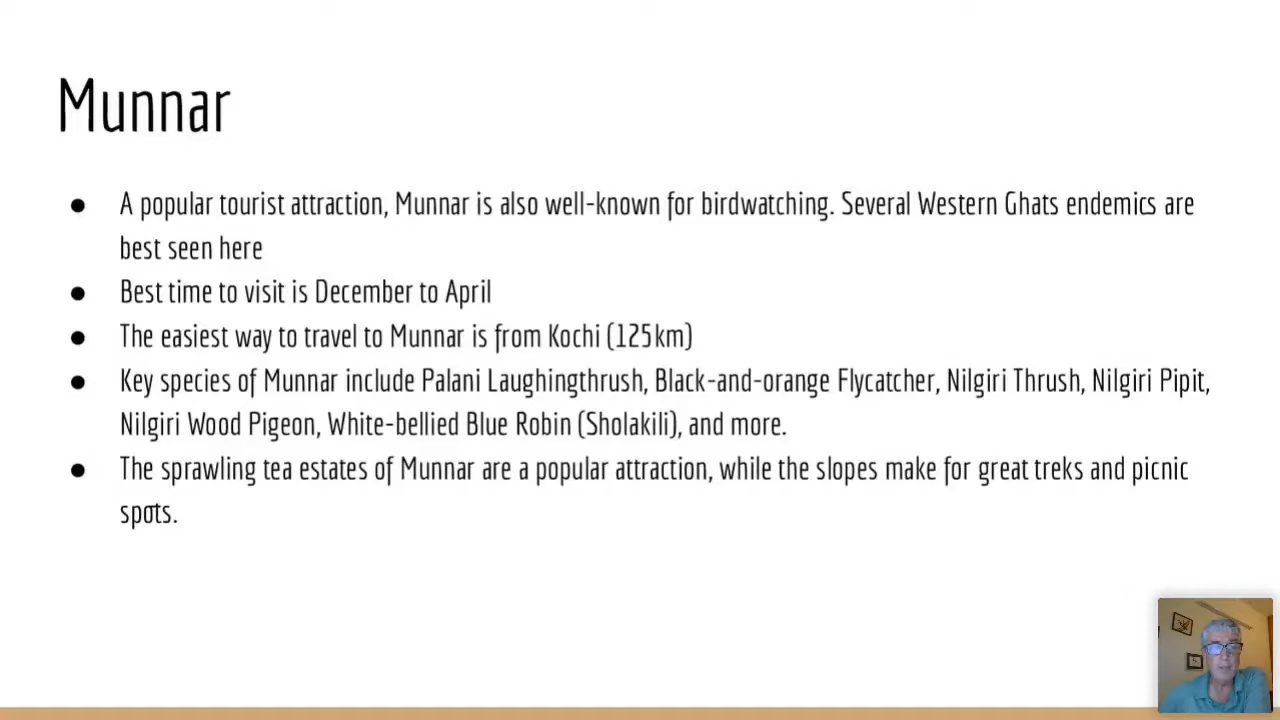 Munnar
● A popular tourist attraction, Munnar is also well-known for birdwatching. Several Western Ghats endemics are
best seen here
● Best time to visit is December to April
● The easiest way to travel to Munnar is from Kochi (125km)
● Key species of Munnar include Palani Laughingthrush, Black-and-orange Flycatcher, Nilgiri Thrush, Nilgiri Pipit,
Nilgiri Wood Pigeon, White-bellied Blue Robin (Sholakili), and more.
● The sprawling tea estates of Munnar are a popular attraction, while the slopes make for great treks and picnic
spots.